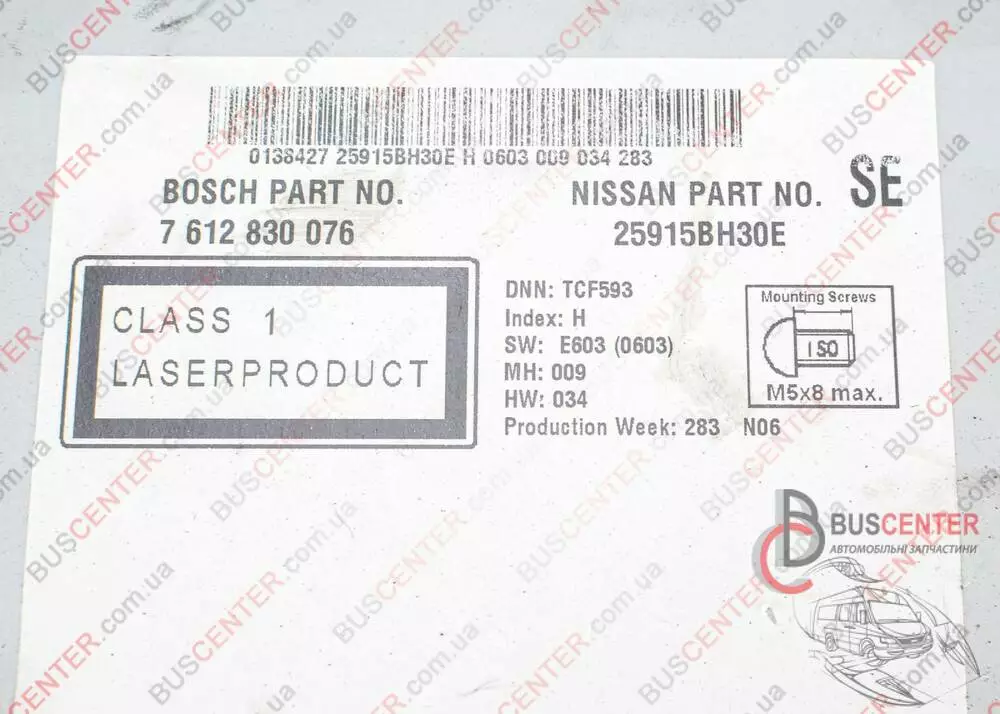 0138427 25915BH30E H 0603 009 034 283
BOSCH PART NO.
7 612 830 076
NISSAN PART NO.
25915BH30E
SE
CLASS 1
LASERPRODUCT
DNN: TCF593
Index: H
SW: E603 (0603)
MH: 009
HW: 034
Production Week: 283 N06
Mounting Screws
ISO
M5x8 max.
BUSCENTER
АВТОМОБІЛЬНІ ЗАПЧАСТИНИ
BUSCENTER.com.ua